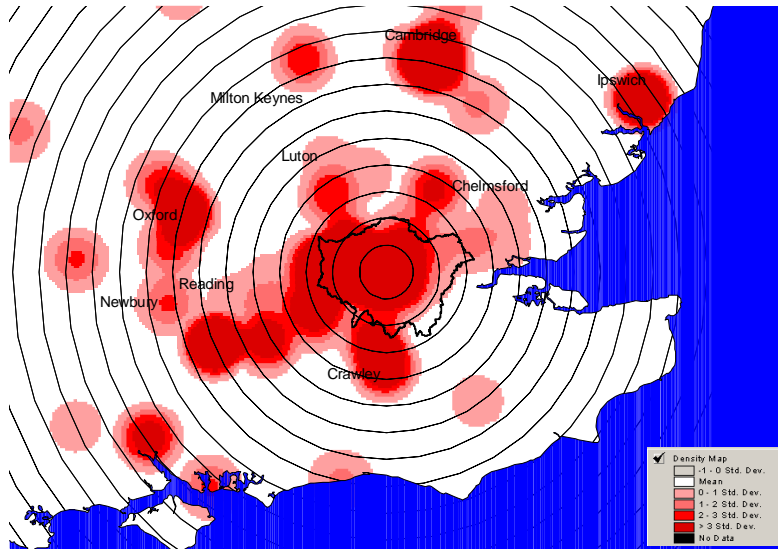 Cambridge
Ipswich
Milton Keynes
Luton
Chelmsford
Oxford
Reading
Newbury
Crawley
Density Map
-1 - 0 Std. Dev.
Mean
0 - 1 Std. Dev.
1 - 2 Std. Dev.
2 - 3 Std. Dev.
> 3 Std. Dev.
No Data